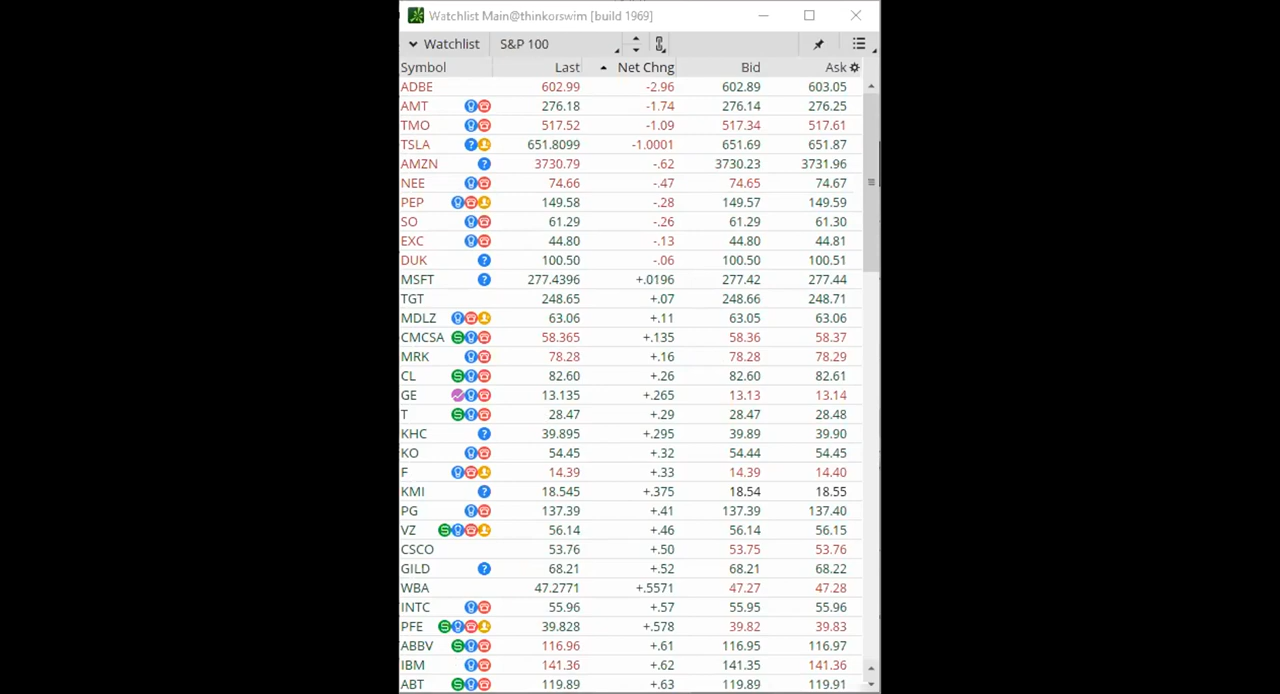 Watchlist Main@thinkorswim [build 1969]
Watchlist S&P 100
Symbol Last Net Chng Bid Ask
ADBE 602.99 -2.96 602.89 603.05
AMT 276.18 -1.74 276.14 276.25
TMO 517.52 -1.09 517.34 517.61
TSLA 651.8099 -1.0001 651.69 651.87
AMZN 3730.79 -.62 3730.23 3731.96
NEE 74.66 -.47 74.65 74.67
PEP 149.58 -.28 149.57 149.59
SO 61.29 -.26 61.29 61.30
EXC 44.80 -.13 44.80 44.81
DUK 100.50 -.06 100.50 100.51
MSFT 277.4396 +.0196 277.42 277.44
TGT 248.65 +.07 248.66 248.71
MDLZ 63.06 +.11 63.05 63.06
CMCSA 58.365 +.135 58.36 58.37
MRK 78.28 +.16 78.28 78.29
CL 82.60 +.26 82.60 82.61
GE 13.135 +.265 13.13 13.14
T 28.47 +.29 28.47 28.48
KHC 39.895 +.295 39.89 39.90
KO 54.45 +.32 54.44 54.45
F 14.39 +.33 14.39 14.40
KMI 18.545 +.375 18.54 18.55
PG 137.39 +.41 137.39 137.40
VZ 56.14 +.46 56.14 56.15
CSCO 53.76 +.50 53.75 53.76
GILD 68.21 +.52 68.21 68.22
WBA 47.2771 +.5571 47.27 47.28
INTC 55.96 +.57 55.95 55.96
PFE 39.828 +.578 39.82 39.83
ABBV 116.96 +.61 116.95 116.97
IBM 141.36 +.62 141.35 141.36
ABT 119.89 +.63 119.89 119.91